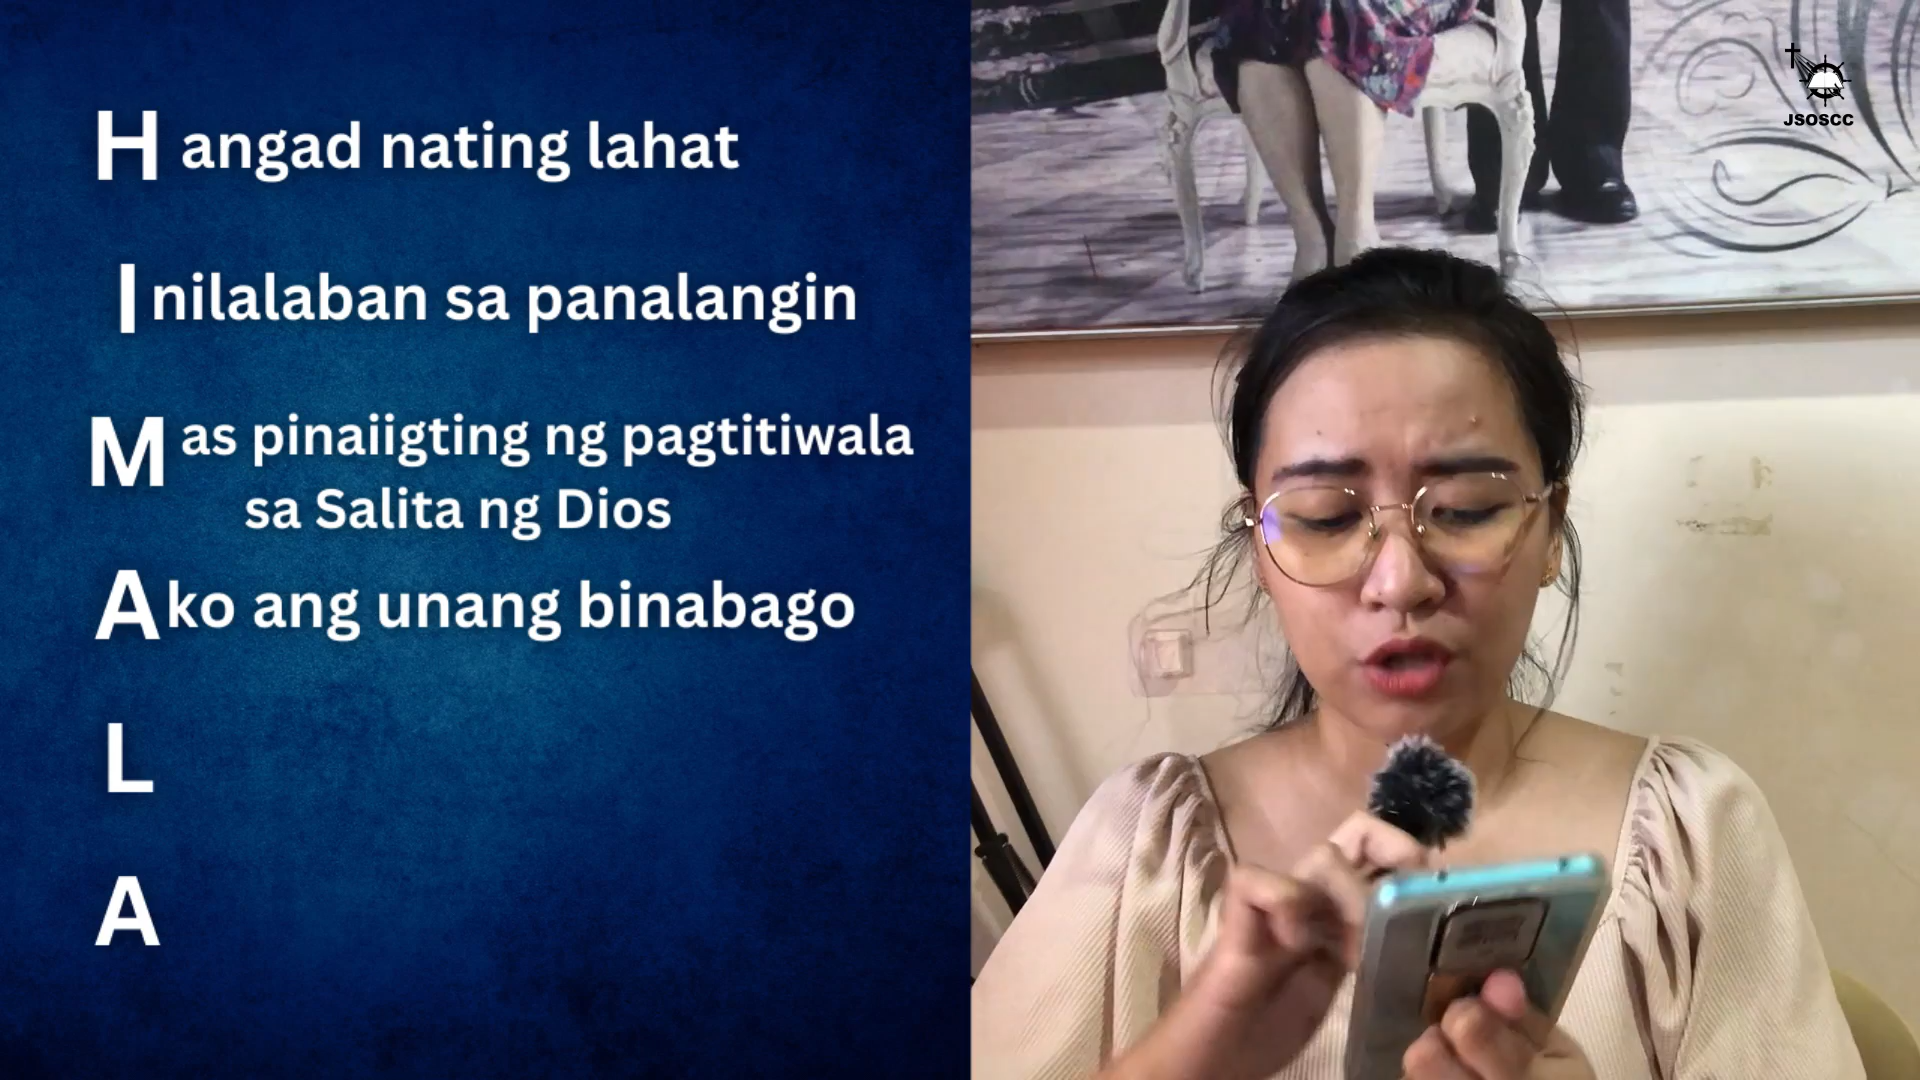 H angad nating lahat
I nilalaban sa panalangin
M as pinaiigting ng pagtitiwala
sa Salita ng Dios
A ko ang unang binabago
L
A
JSOSCC